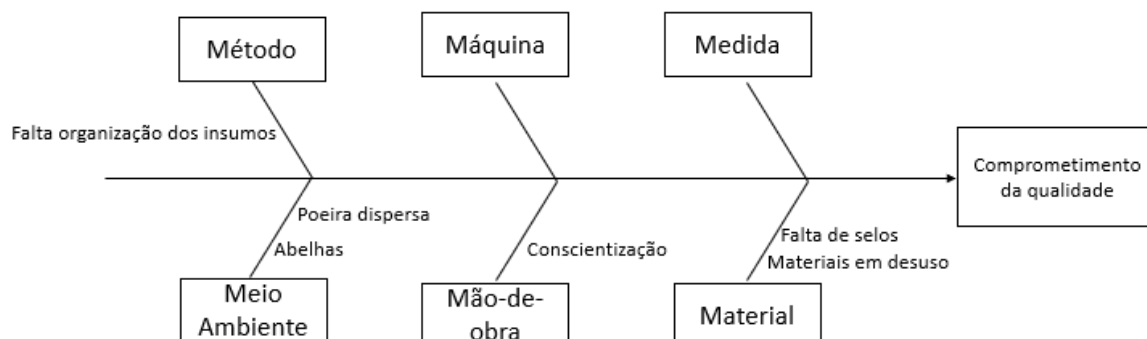 Método
Máquina
Medida
Falta organização dos insumos
Comprometimento
da qualidade
Poeira dispersa
Abelhas
Conscientização
Falta de selos
Materiais em desuso
Meio
Ambiente
Mão-de-
obra
Material